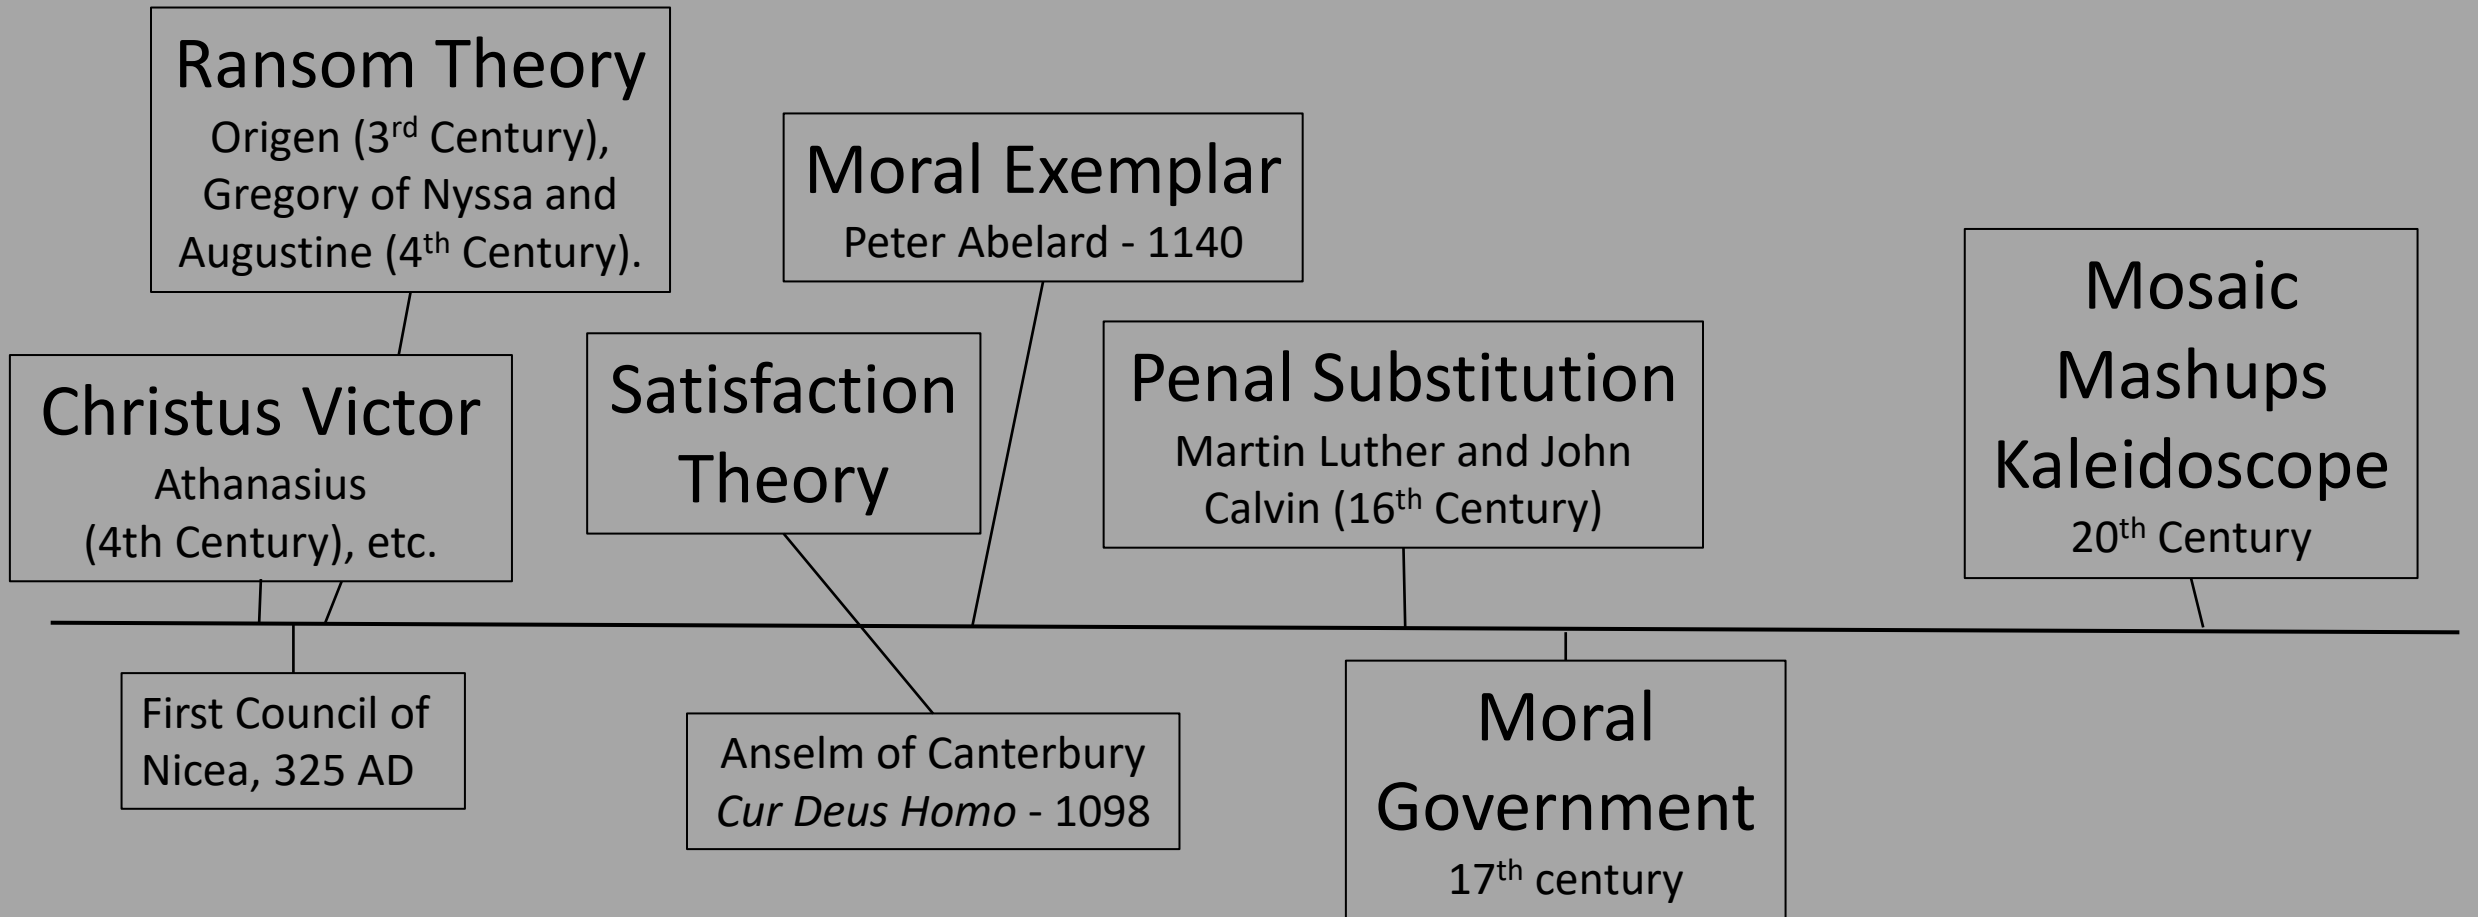 Ransom Theory
Origen (3rd Century),
Gregory of Nyssa and
Augustine (4th Century).
Christus Victor
Athanasius
(4th Century), etc.
First Council of
Nicea, 325 AD
Satisfaction
Theory
Anselm of Canterbury
Cur Deus Homo - 1098
Moral Exemplar
Peter Abelard - 1140
Penal Substitution
Martin Luther and John
Calvin (16th Century)
Moral
Government
17th century
Mosaic
Mashups
Kaleidoscope
20th Century